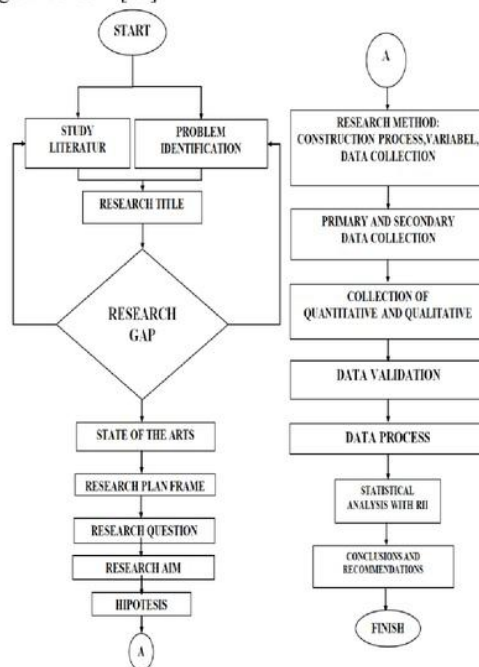 START
STUDY
LITERATUR
PROBLEM
IDENTIFICATION
RESEARCH TITLE
RESEARCH
GAP
STATE OF THE ARTS
RESEARCH PLAN FRAME
RESEARCH QUESTION
RESEARCH AIM
HIPOTESIS
A
A
RESEARCH METHOD:
CONSTRUCTION PROCESS,VARIABEL,
DATA COLLECTION
PRIMARY AND SECONDARY
DATA COLLECTION
COLLECTION OF
QUANTITATIVE AND QUALITATIVE
DATA VALIDATION
DATA PROCESS
STATISTICAL
ANALYSIS WITH RII
CONCLUSIONS AND
RECOMMENDATIONS
FINISH